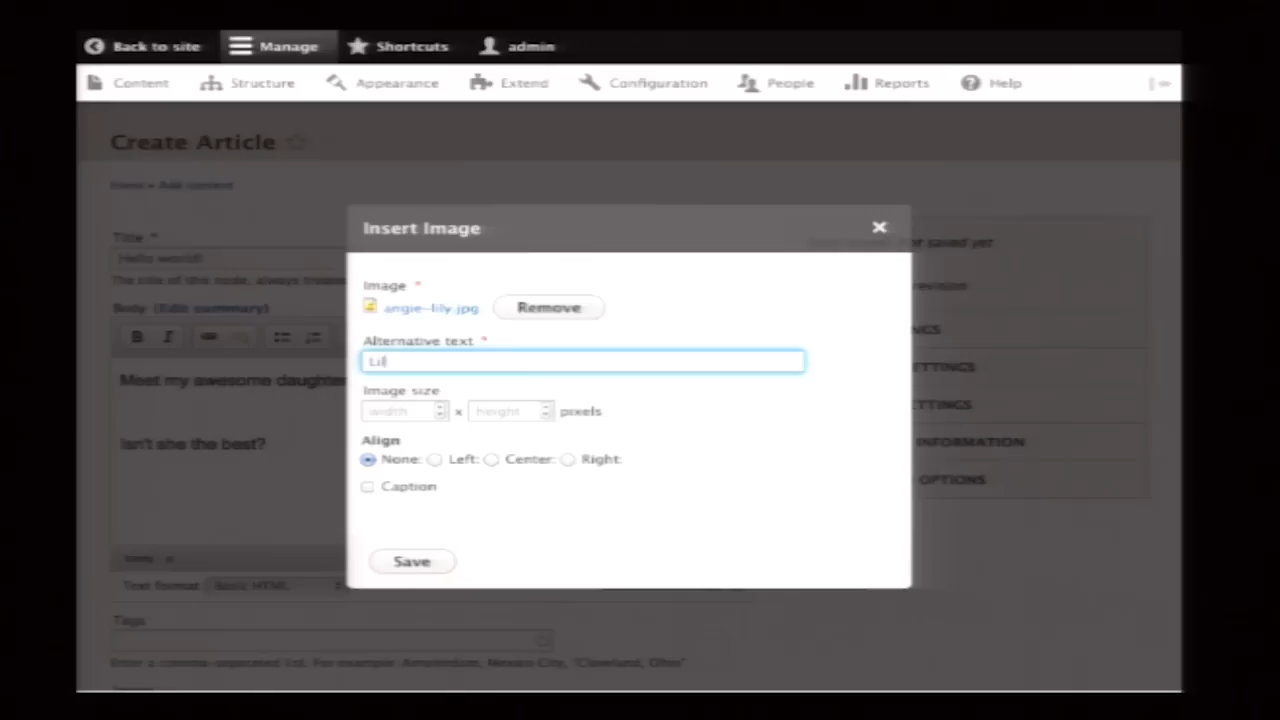 Back to site Manage Shortcuts admin
Content Structure Appearance Extend Configuration People Reports Help
Create Article
Home » Add content
Insert Image
Title *
Hello world!
The title of this node, always
Body (Edit summary)
Meet my awesome daughter
Isn't she the best?
Text format Basic HTML
Tags
Enter a comma-separated list. For example: Amsterdam, Mexico City, "Cleveland, Ohio"
Image *
angie-lily.jpg Remove
Alternative text *
Lil
Image size
width x height pixels
Align
None: Left: Center: Right:
Caption
Save
saved yet
revision
INFORMATION
OPTIONS